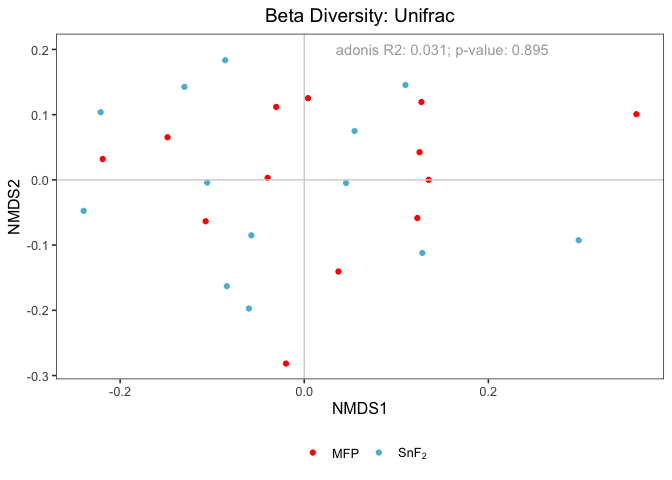 Beta Diversity: Unifrac
adonis R2: 0.031; p-value: 0.895
0.2
0.1
0.0
-0.1
-0.2
-0.3
NMDS2
-0.2
0.0
0.2
NMDS1
MFP
SnF₂